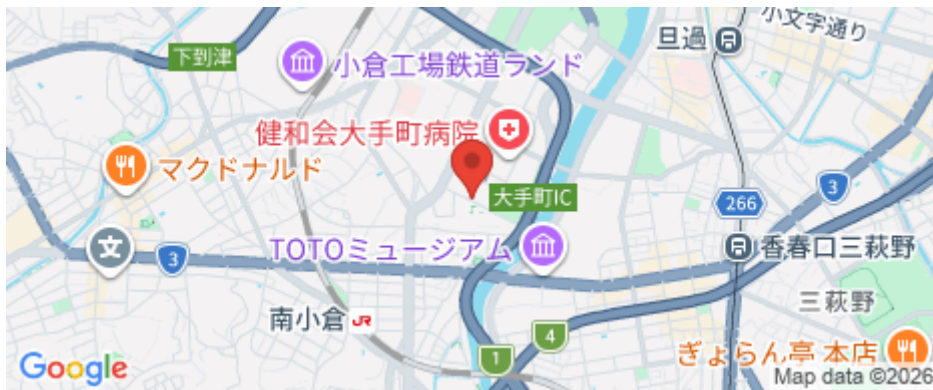 小文字通り
旦過
下到津
小倉工場鉄道ランド
健和会大手町病院
マクドナルド
大手町IC
266
3
TOTOミュージアム
香春口三萩野
3
三萩野
南小倉 JR
4
1
ぎょらん亭 本店
Google
Map data ©2026